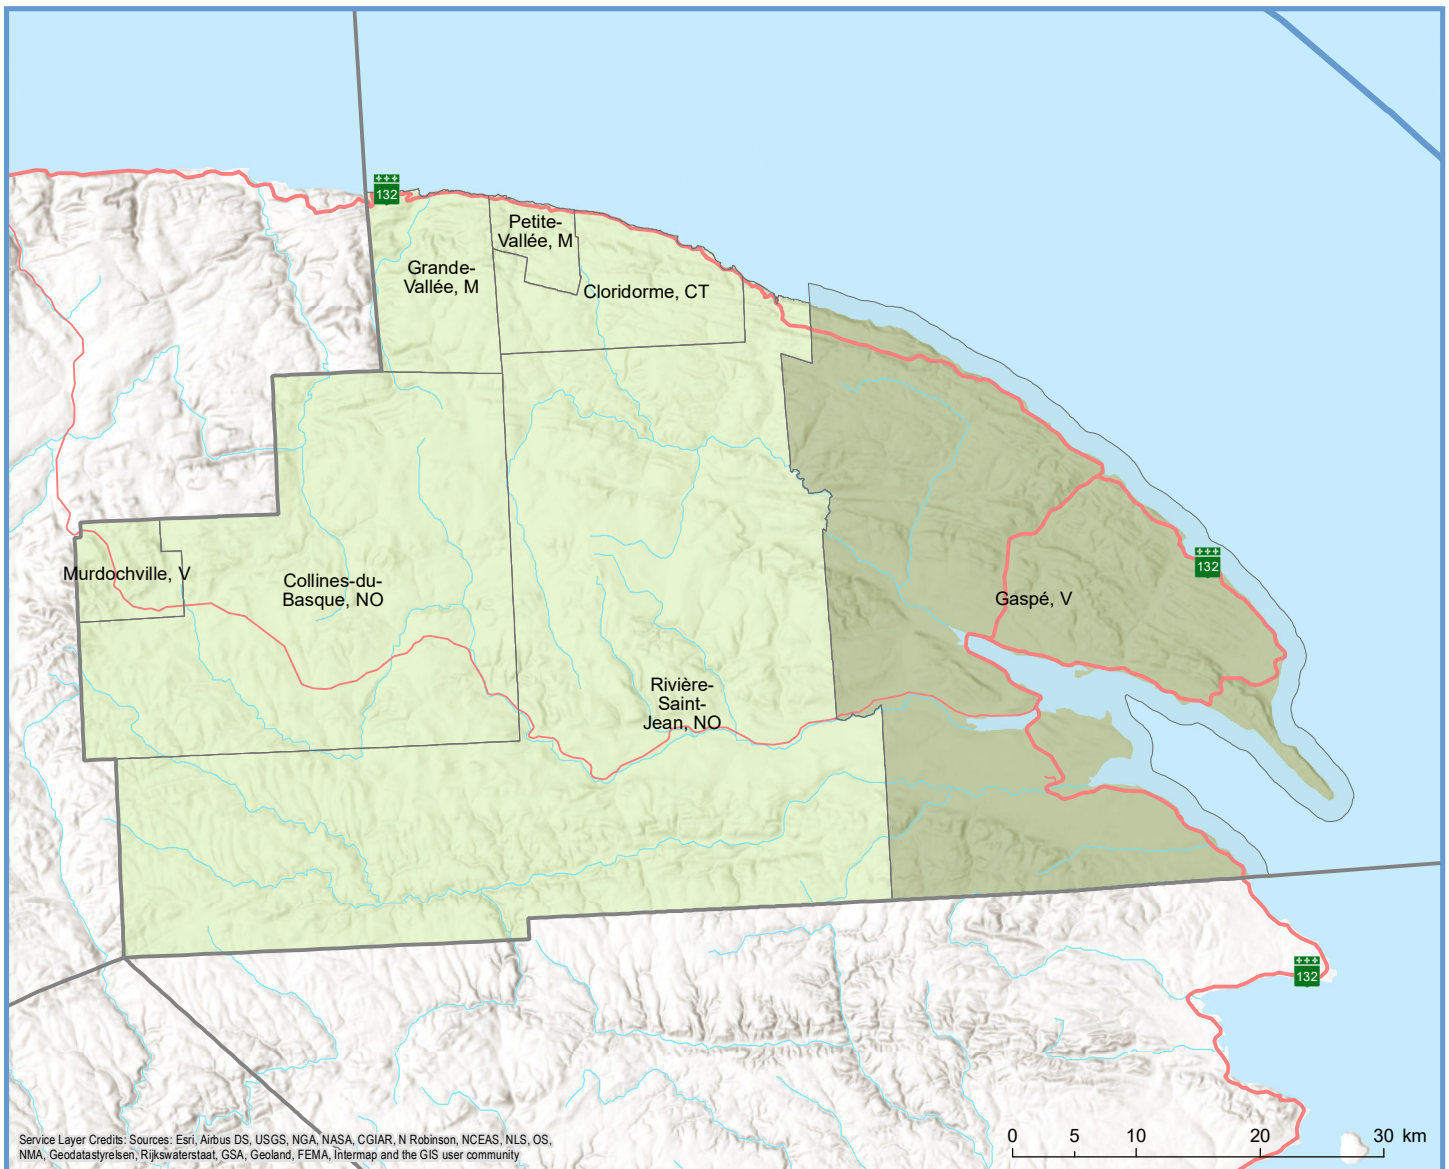 132
Petite-
Vallée, M
Grande-
Vallée, M
Cloridorme, CT
132
Murdochville, V
Collines-du-
Basque, NO
Gaspé, V
Rivière-
Saint-
Jean, NO
132
Service Layer Credits: Sources: Esri, Airbus DS, USGS, NGA, NASA, CGIAR, N Robinson, NCEAS, NLS, OS,
NMA, Geodatastyrelsen, Rijkswaterstaat, GSA, Geoland, FEMA, Intermap and the GIS user community
0 5 10 20 30 km